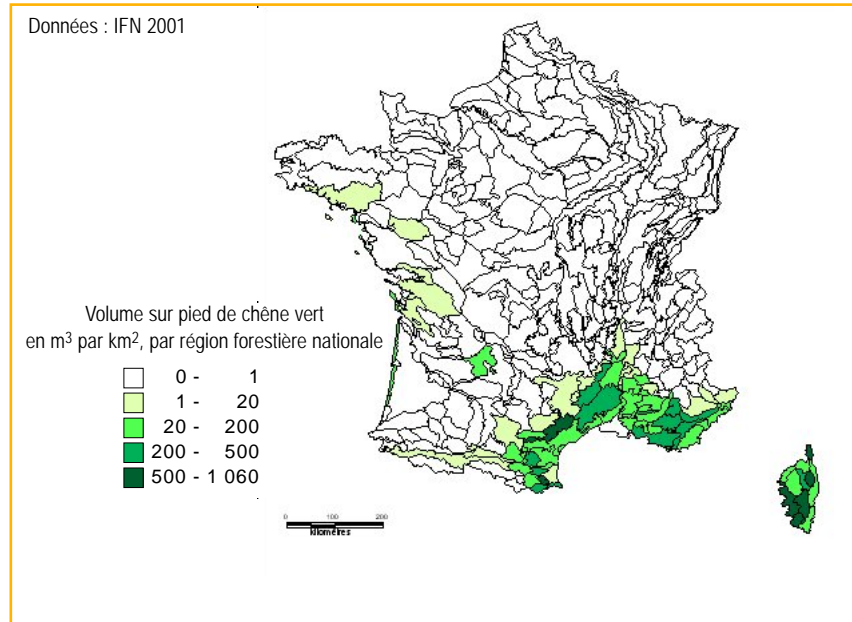 Données : IFN 2001
Volume sur pied de chêne vert
en m³ par km², par région forestière nationale
0 - 1
1 - 20
20 - 200
200 - 500
500 - 1 060
0 100 200
kilomètres